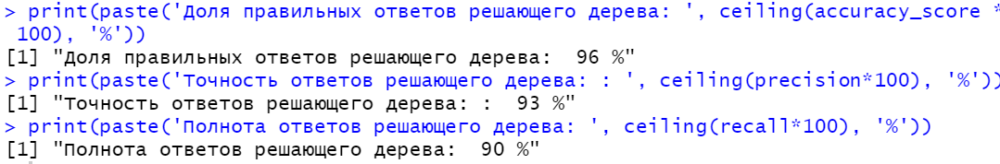 > print(paste('Доля правильных ответов решающего дерева: ', ceiling(accuracy_score *
100), '%'))
[1] "Доля правильных ответов решающего дерева:  96 %"
> print(paste('Точность ответов решающего дерева: : ', ceiling(precision*100), '%'))
[1] "Точность ответов решающего дерева: :  93 %"
> print(paste('Полнота ответов решающего дерева: ', ceiling(recall*100), '%'))
[1] "Полнота ответов решающего дерева:  90 %"